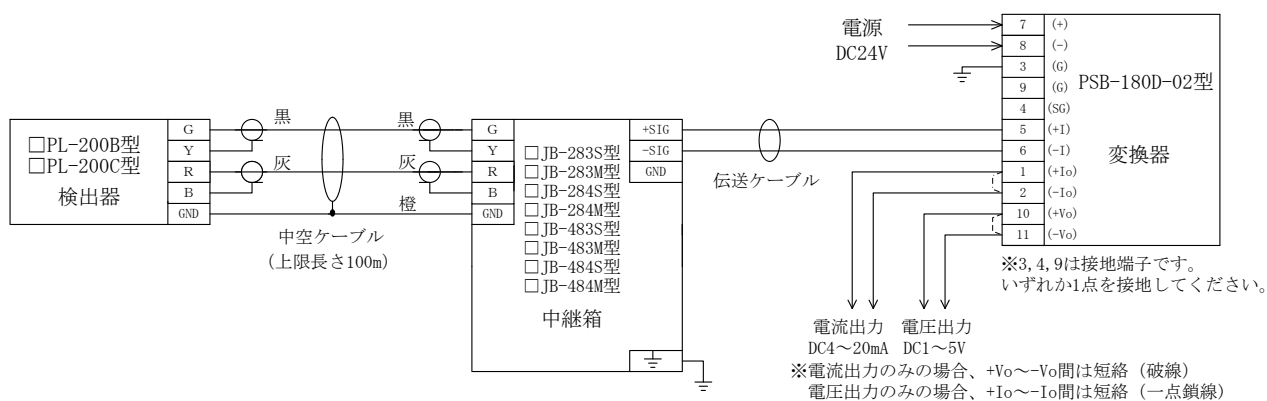 □PL-200B型
□PL-200C型
検出器
G
Y
R
B
GND
黒
灰
中空ケーブル
(上限長さ100m)
黒
灰
橙
G
Y
R
B
GND
□JB-283S型
□JB-283M型
□JB-284S型
□JB-284M型
□JB-483S型
□JB-483M型
□JB-484S型
□JB-484M型
中継箱
+SIG
-SIG
GND
伝送ケーブル
電源
DC24V
7 (+)
8 (-)
3 (G)
9 (G)
4 (SG)
5 (+I)
6 (-I)
1 (+Io)
2 (-Io)
10 (+Vo)
11 (-Vo)
PSB-180D-02型
変換器
※3,4,9は接地端子です。
いずれか1点を接地してください。
電流出力
DC4～20mA
電圧出力
DC1～5V
※電流出力のみの場合、+Vo～-Vo間は短絡 (破線)
電圧出力のみの場合、+Io～-Io間は短絡 (一点鎖線)